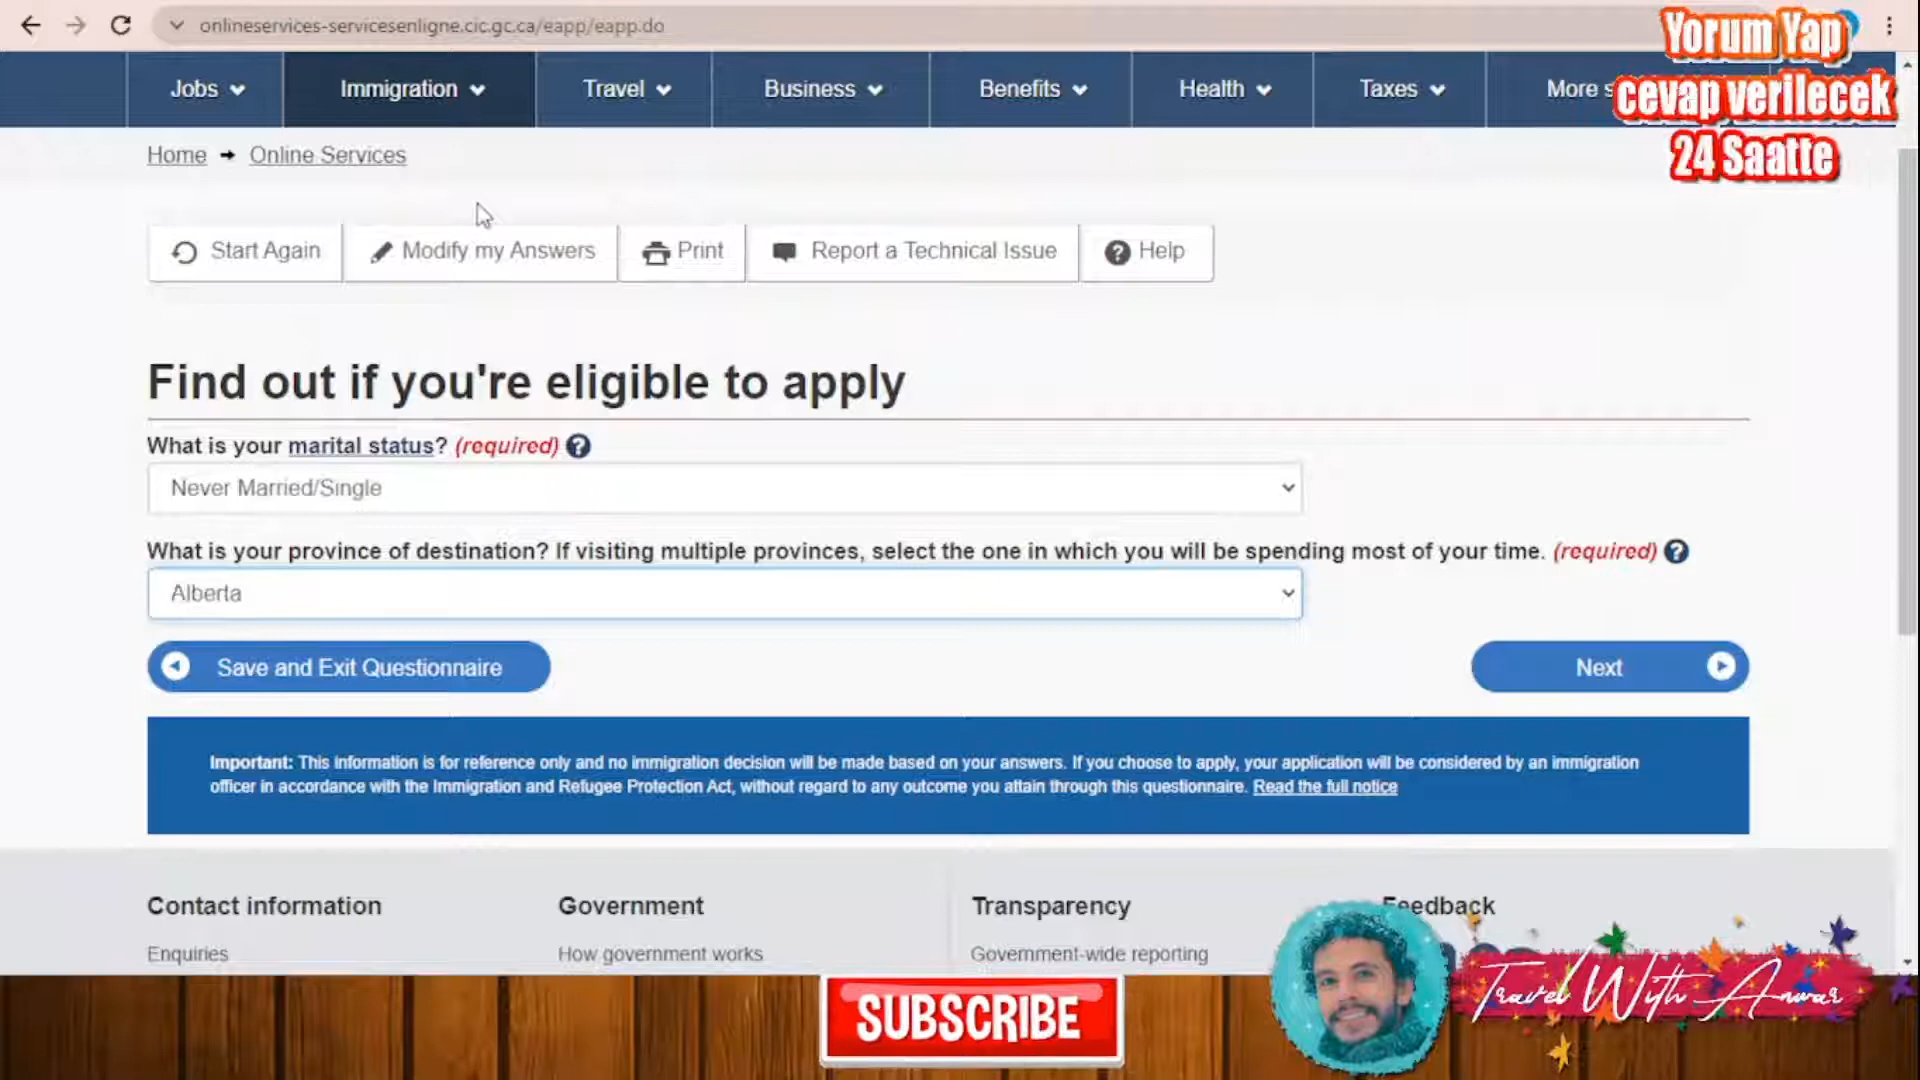 onlineservices-servicesenligne.cic.gc.ca/eapp/eapp.do
Yorum Yap
cevap verilecek
24 Saatte
Jobs
Immigration
Travel
Business
Benefits
Health
Taxes
More s
Home
Online Services
Start Again
Modify my Answers
Print
Report a Technical Issue
Help
Find out if you're eligible to apply
What is your marital status? (required)
Never Married/Single
What is your province of destination? If visiting multiple provinces, select the one in which you will be spending most of your time. (required)
Alberta
Save and Exit Questionnaire
Next
Important: This information is for reference only and no immigration decision will be made based on your answers. If you choose to apply, your application will be considered by an immigration
officer in accordance with the Immigration and Refugee Protection Act, without regard to any outcome you attain through this questionnaire. Read the full notice
Contact information
Government
Transparency
Feedback
Enquiries
How government works
Government-wide reporting
SUBSCRIBE
Travel With Anwar